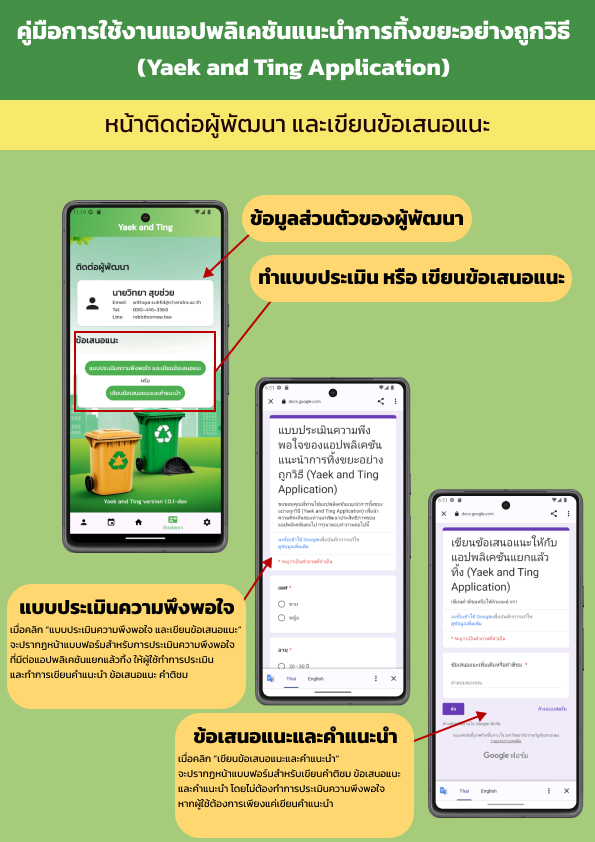 คู่มือการใช้งานแอปพลิเคชันแนะนำการทิ้งขยะอย่างถูกวิธี
(Yaek and Ting Application)
หน้าติดต่อผู้พัฒนา และเขียนข้อเสนอแนะ
ข้อมูลส่วนตัวของผู้พัฒนา
ทำแบบประเมิน หรือ เขียนข้อเสนอแนะ
Yaek and Ting
ติดต่อผู้พัฒนา
นายวิทยา สุขช่วย
Email
Tel.
Line
ข้อเสนอแนะ
แบบประเมินความพึงพอใจ และเขียนข้อเสนอแนะ
หรือ
เขียนข้อเสนอแนะและคำแนะนำ
Yaek and Ting version 1.0.1-dev
ติดต่อเรา
docs.google.com
แบบประเมินความพึง
พอใจของแอปพลิเคชัน
แนะนำการทิ้งขยะอย่าง
ถูกวิธี (Yaek and Ting
Application)
* ระบุว่าเป็นคำถามที่จำเป็น
เพศ *
ชาย
หญิง
อายุ *
20 - 30 ปี
Thai English
docs.google.com
เขียนข้อเสนอแนะให้กับ
แอปพลิเคชันแยกแล้ว
ทิ้ง (Yaek and Ting
Application)
* ระบุว่าเป็นคำถามที่จำเป็น
ข้อเสนอแนะเพิ่มเติมหรือคำติชม *
คำตอบของคุณ
ส่ง
ล้างแบบฟอร์ม
Google ฟอร์ม
Thai English
แบบประเมินความพึงพอใจ
เมื่อคลิก "แบบประเมินความพึงพอใจ และเขียนข้อเสนอแนะ"
จะปรากฏหน้าแบบฟอร์มสำหรับการประเมินความพึงพอใจ
ที่มีต่อแอปพลิเคชันแยกแล้วทิ้ง ให้ผู้ใช้ทำการประเมิน
และทำการเขียนคำแนะนำ ข้อเสนอแนะ คำติชม
ข้อเสนอแนะและคำแนะนำ
เมื่อคลิก "เขียนข้อเสนอแนะและคำแนะนำ"
จะปรากฏหน้าแบบฟอร์มสำหรับเขียนคำติชม ข้อเสนอแนะ
และคำแนะนำ โดยไม่ต้องทำการประเมินความพึงพอใจ
หากผู้ใช้ต้องการเพียงแค่เขียนคำแนะนำ